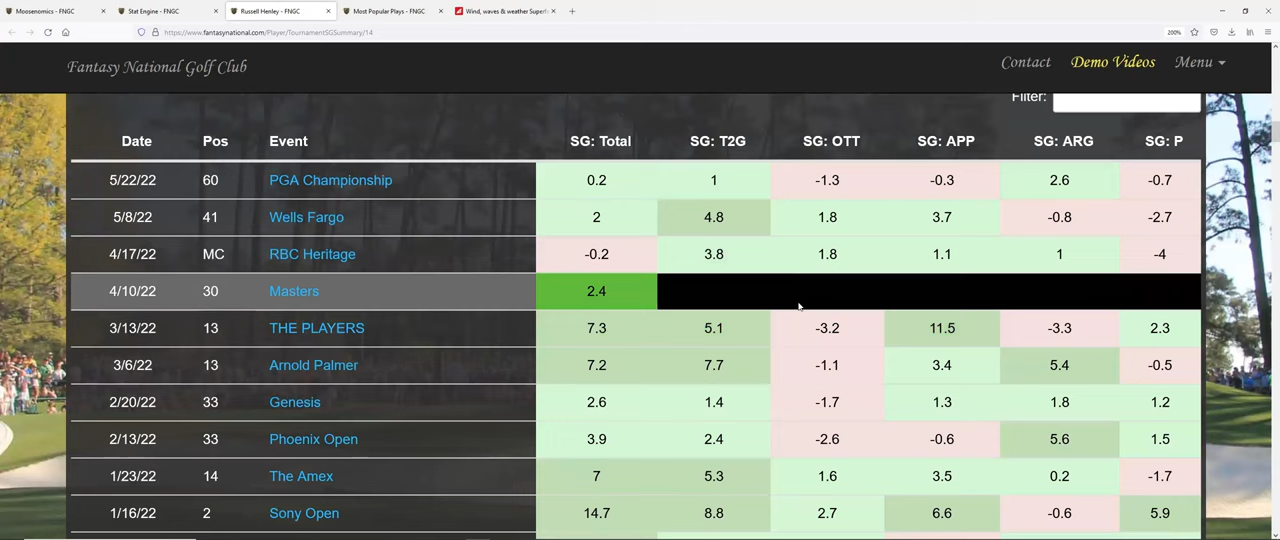 Moosenomics - FNGC × Stat Engine - FNGC × Russell Henley - FNGC × Most Popular Plays - FNGC × Wind, waves & weather Superf × +
https://www.fantasynational.com/Player/TournamentSGSummary/14 200%
Fantasy National Golf Club Contact Demo Videos Menu
Filter:
Date Pos Event SG: Total SG: T2G SG: OTT SG: APP SG: ARG SG: P
5/22/22 60 PGA Championship 0.2 1 -1.3 -0.3 2.6 -0.7
5/8/22 41 Wells Fargo 2 4.8 1.8 3.7 -0.8 -2.7
4/17/22 MC RBC Heritage -0.2 3.8 1.8 1.1 1 -4
4/10/22 30 Masters 2.4
3/13/22 13 THE PLAYERS 7.3 5.1 -3.2 11.5 -3.3 2.3
3/6/22 13 Arnold Palmer 7.2 7.7 -1.1 3.4 5.4 -0.5
2/20/22 33 Genesis 2.6 1.4 -1.7 1.3 1.8 1.2
2/13/22 33 Phoenix Open 3.9 2.4 -2.6 -0.6 5.6 1.5
1/23/22 14 The Amex 7 5.3 1.6 3.5 0.2 -1.7
1/16/22 2 Sony Open 14.7 8.8 2.7 6.6 -0.6 5.9